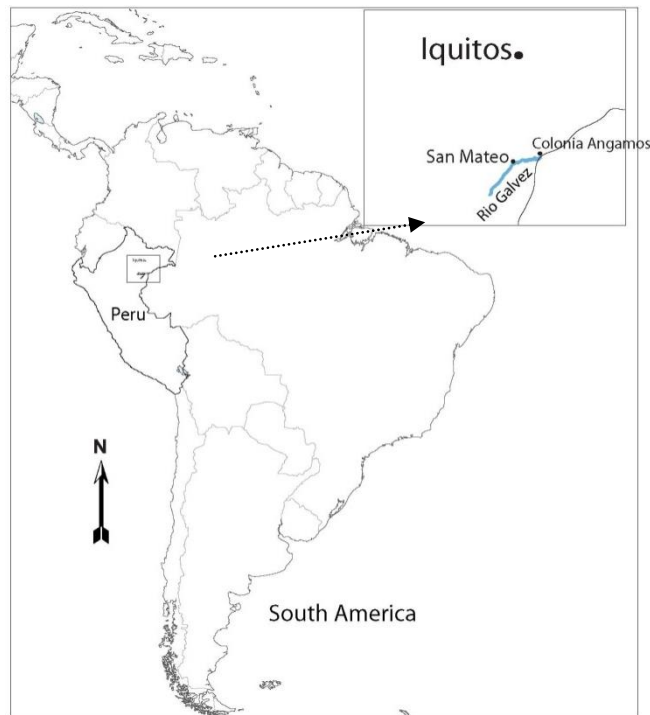 Iquitos
Colonia Angamos
San Mateo
Rio Galvez
Peru
N
South America